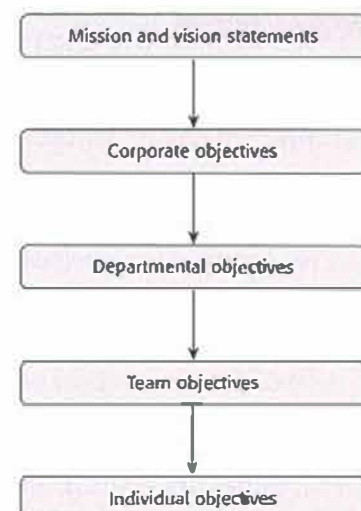 Mission and vision statements
Corporate objectives
Departmental objectives
Team objectives
Individual objectives